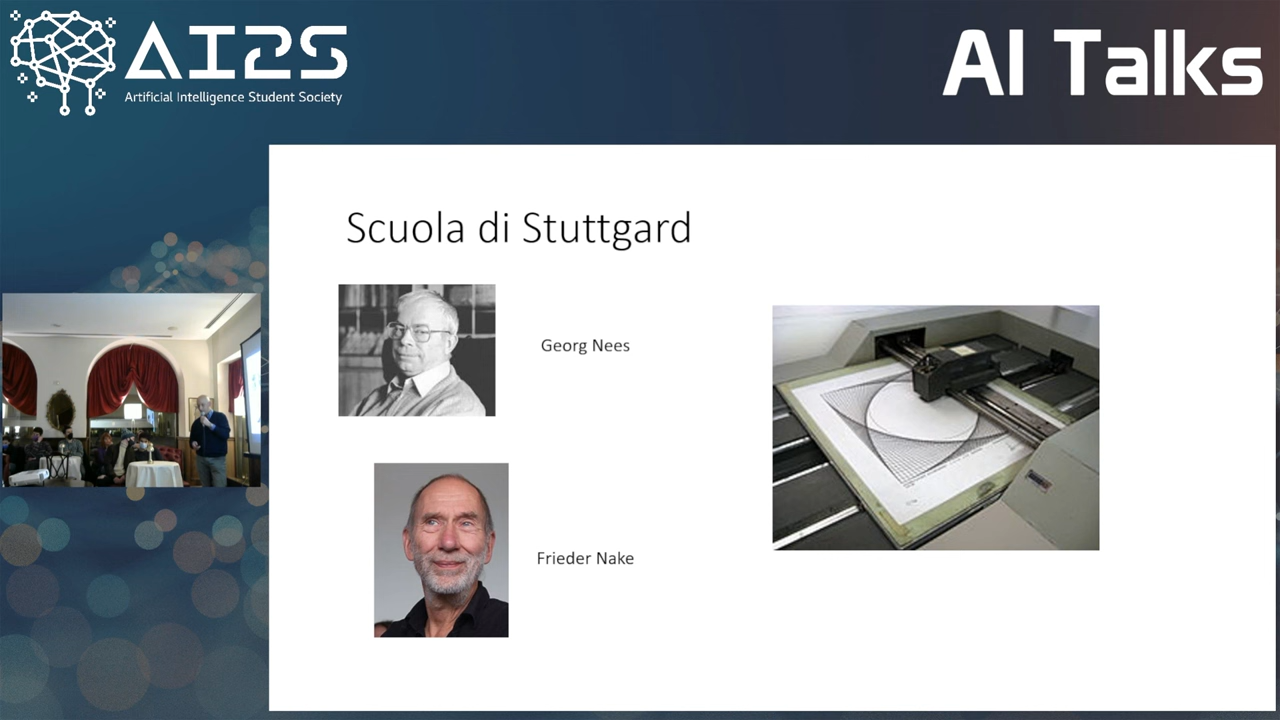 AI2S
Artificial Intelligence Student Society
AI Talks
Scuola di Stuttgard
Georg Nees
Frieder Nake